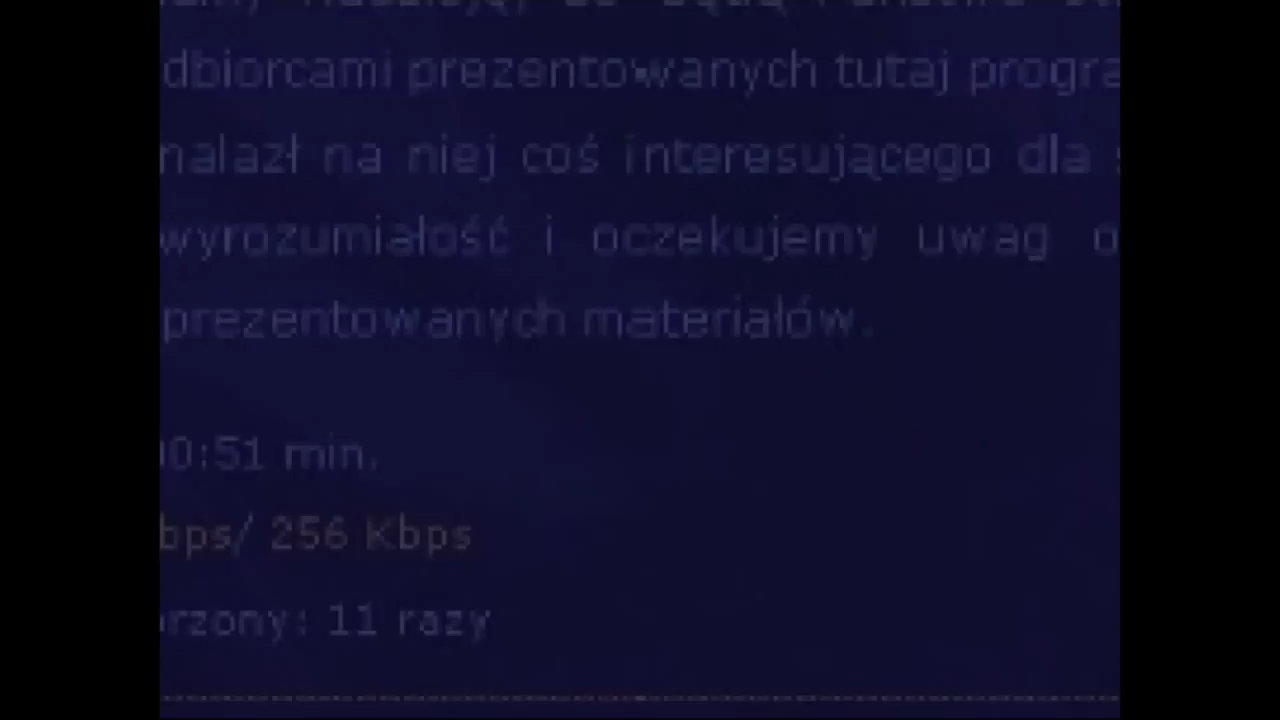 dbiorcami prezentowanych tutaj progra
nalazł na niej coś interesującego dla
wyrozumiałość i oczekujemy uwag o
prezentowanych materiałów.
0:51 min.
bps/ 256 Kbps
rzony: 11 razy